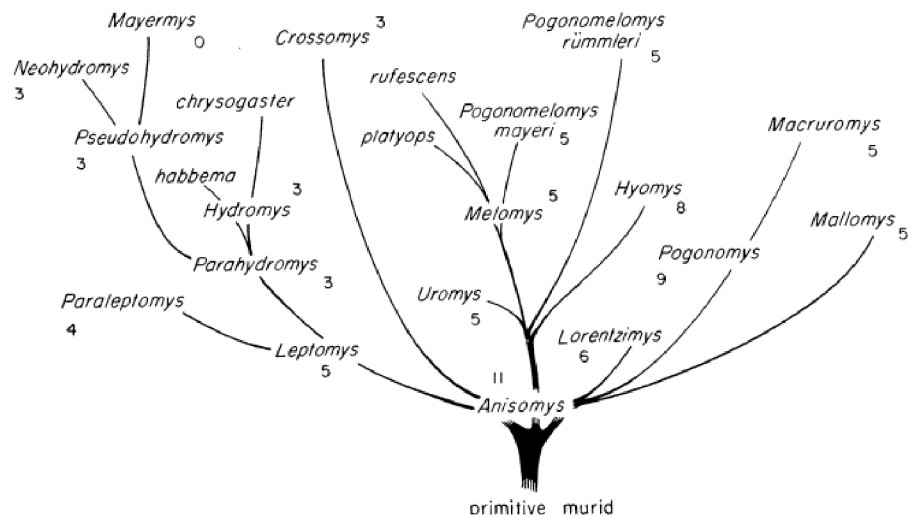 Mayermys
0
Crossomys
3
Pogonomelomys
rümmleri
5
Neohydromys
3
chrysogaster
rufescens
Pogonomelomys
mayeri 5
Pseudohydromys
3
platyops
Macruromys
5
habbema
3
Hydromys
Melomys
5
Hyomys
8
Mallomys
5
Parahydromys
3
Pogonomys
9
Paraleptomys
4
Uromys
5
Lorentzimys
6
Leptomys
5
11
Anisomys
primitive murid